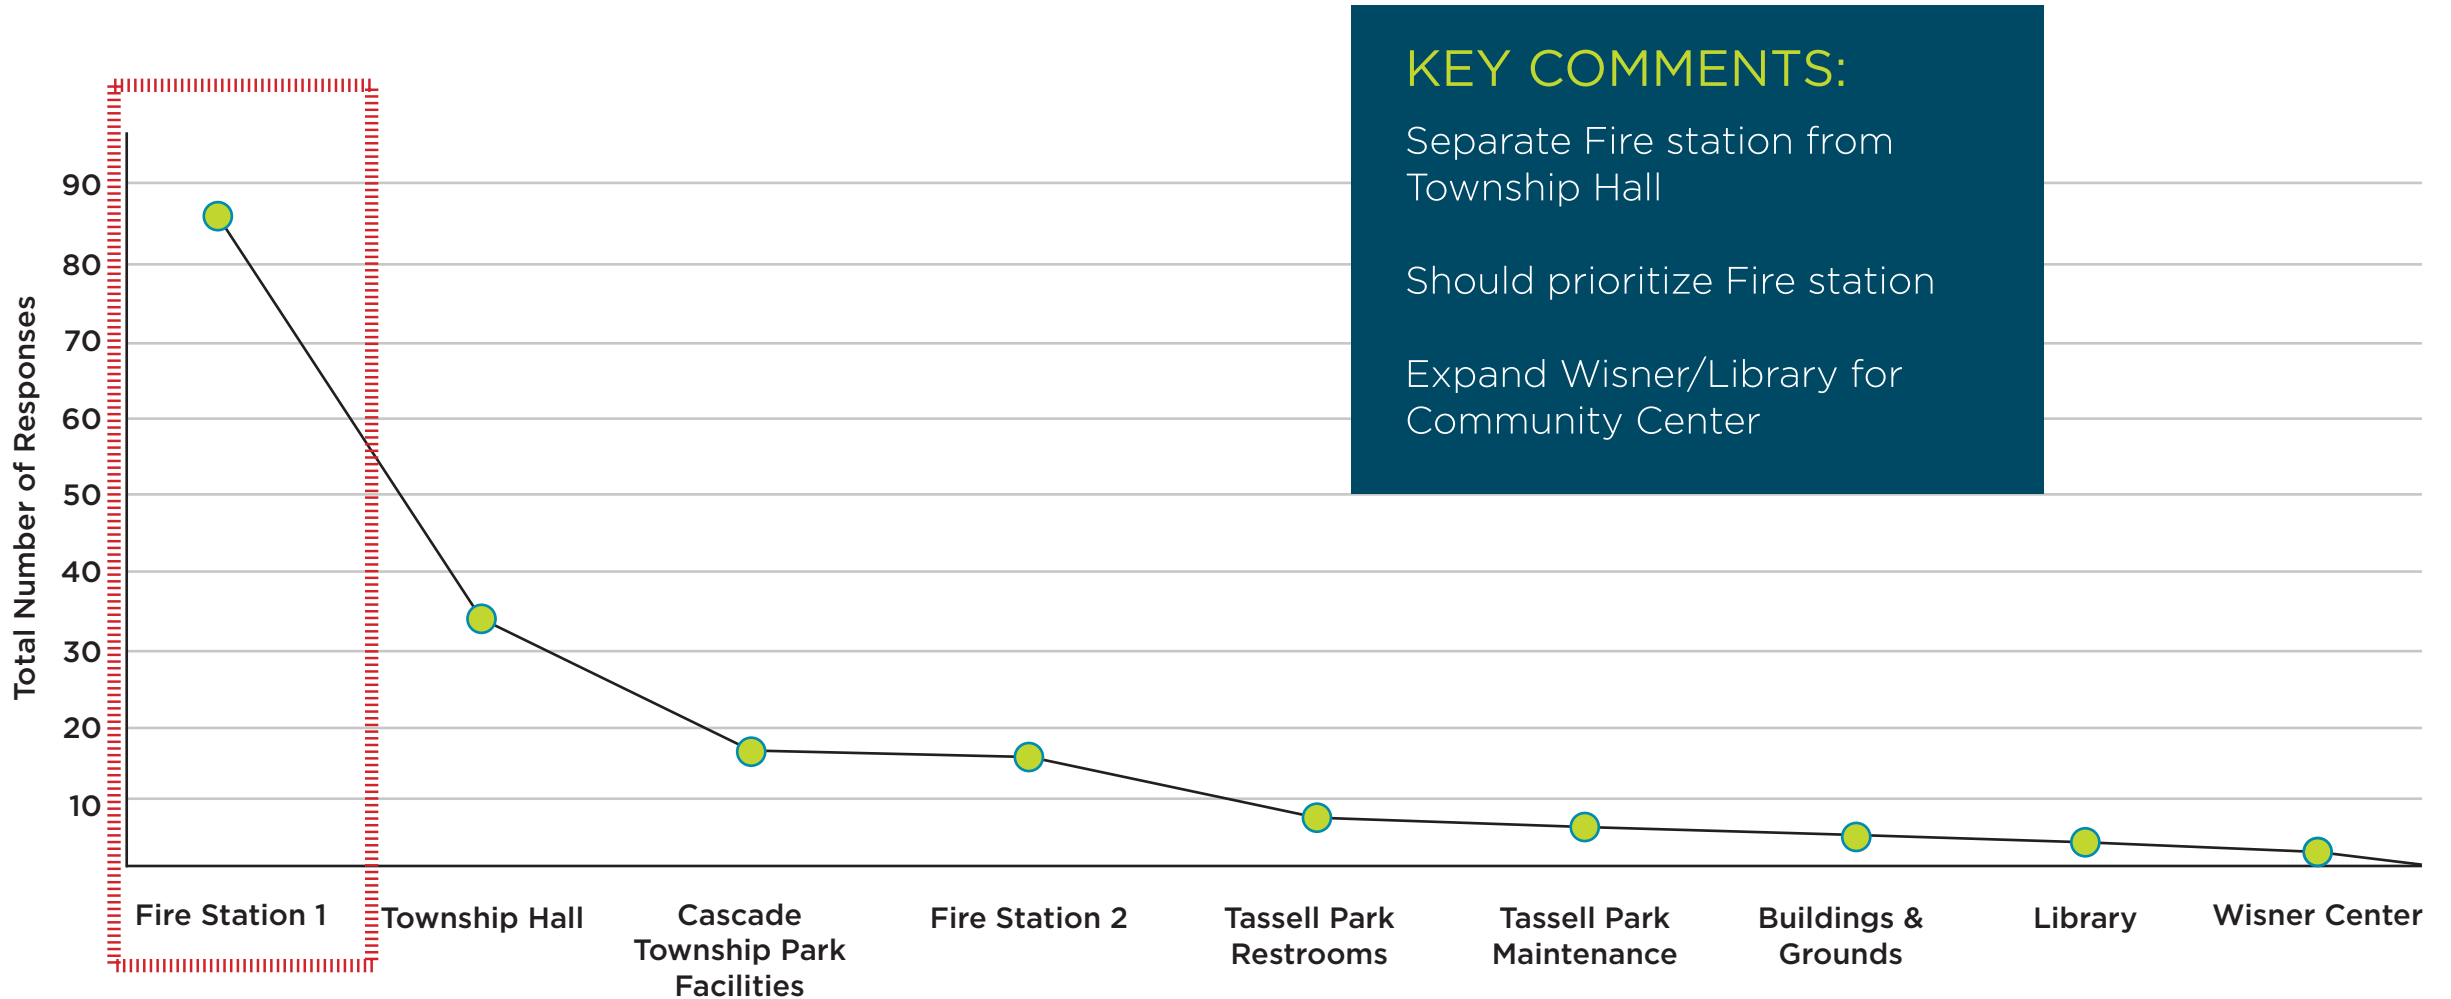 KEY COMMENTS:
Separate Fire station from
Township Hall
Should prioritize Fire station
Expand Wisner/Library for
Community Center
Total Number of Responses
90
80
70
60
50
40
30
20
10
Fire Station 1
Township Hall
Cascade
Township Park
Facilities
Fire Station 2
Tassell Park
Restrooms
Tassell Park
Maintenance
Buildings &
Grounds
Library
Wisner Center